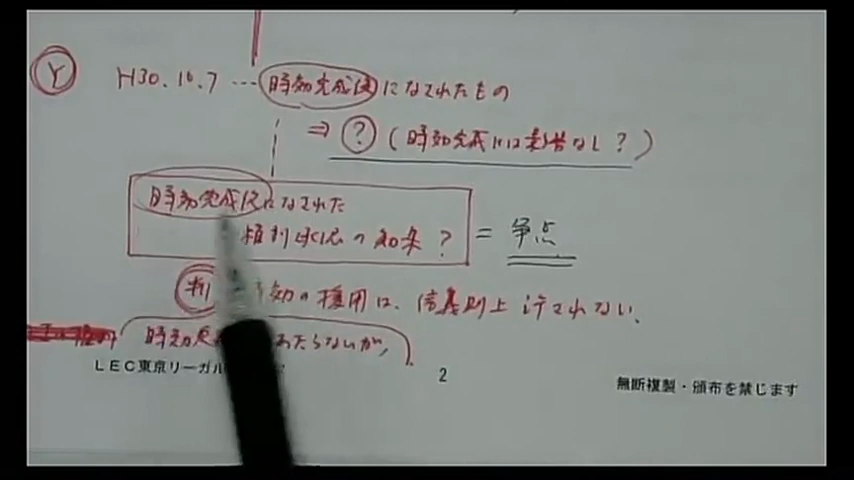 Y H30.10.7 … 時効完成後になされたもの
⇒ ? (時効完成には影響なし?)
時効完成後になされた
権利承認の効果? = 争点
判 時効の援用は、信義則上許されない。
時効 あたらないが、
LEC東京リーガル
2
無断複製・頒布を禁じます